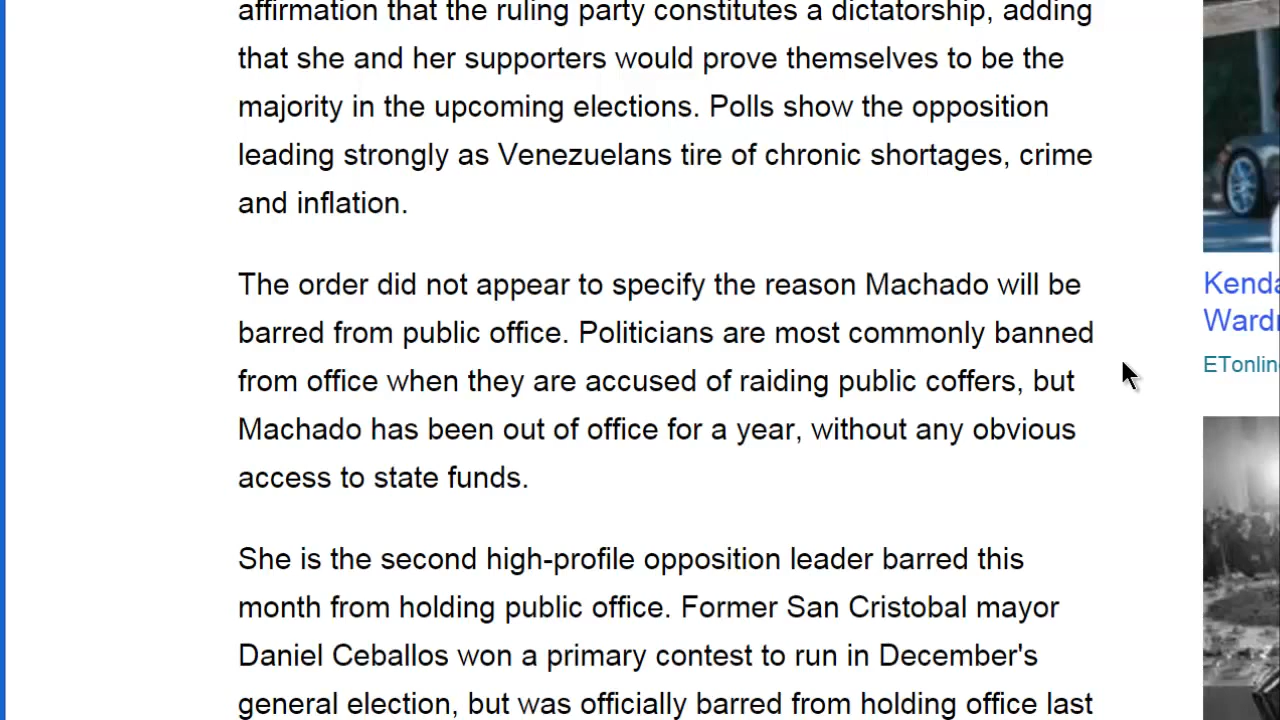 affirmation that the ruling party constitutes a dictatorship, adding
that she and her supporters would prove themselves to be the
majority in the upcoming elections. Polls show the opposition
leading strongly as Venezuelans tire of chronic shortages, crime
and inflation.
The order did not appear to specify the reason Machado will be
barred from public office. Politicians are most commonly banned
from office when they are accused of raiding public coffers, but
Machado has been out of office for a year, without any obvious
access to state funds.
She is the second high-profile opposition leader barred this
month from holding public office. Former San Cristobal mayor
Daniel Ceballos won a primary contest to run in December's
general election, but was officially barred from holding office last
Kenda
Wardr
ETonlin